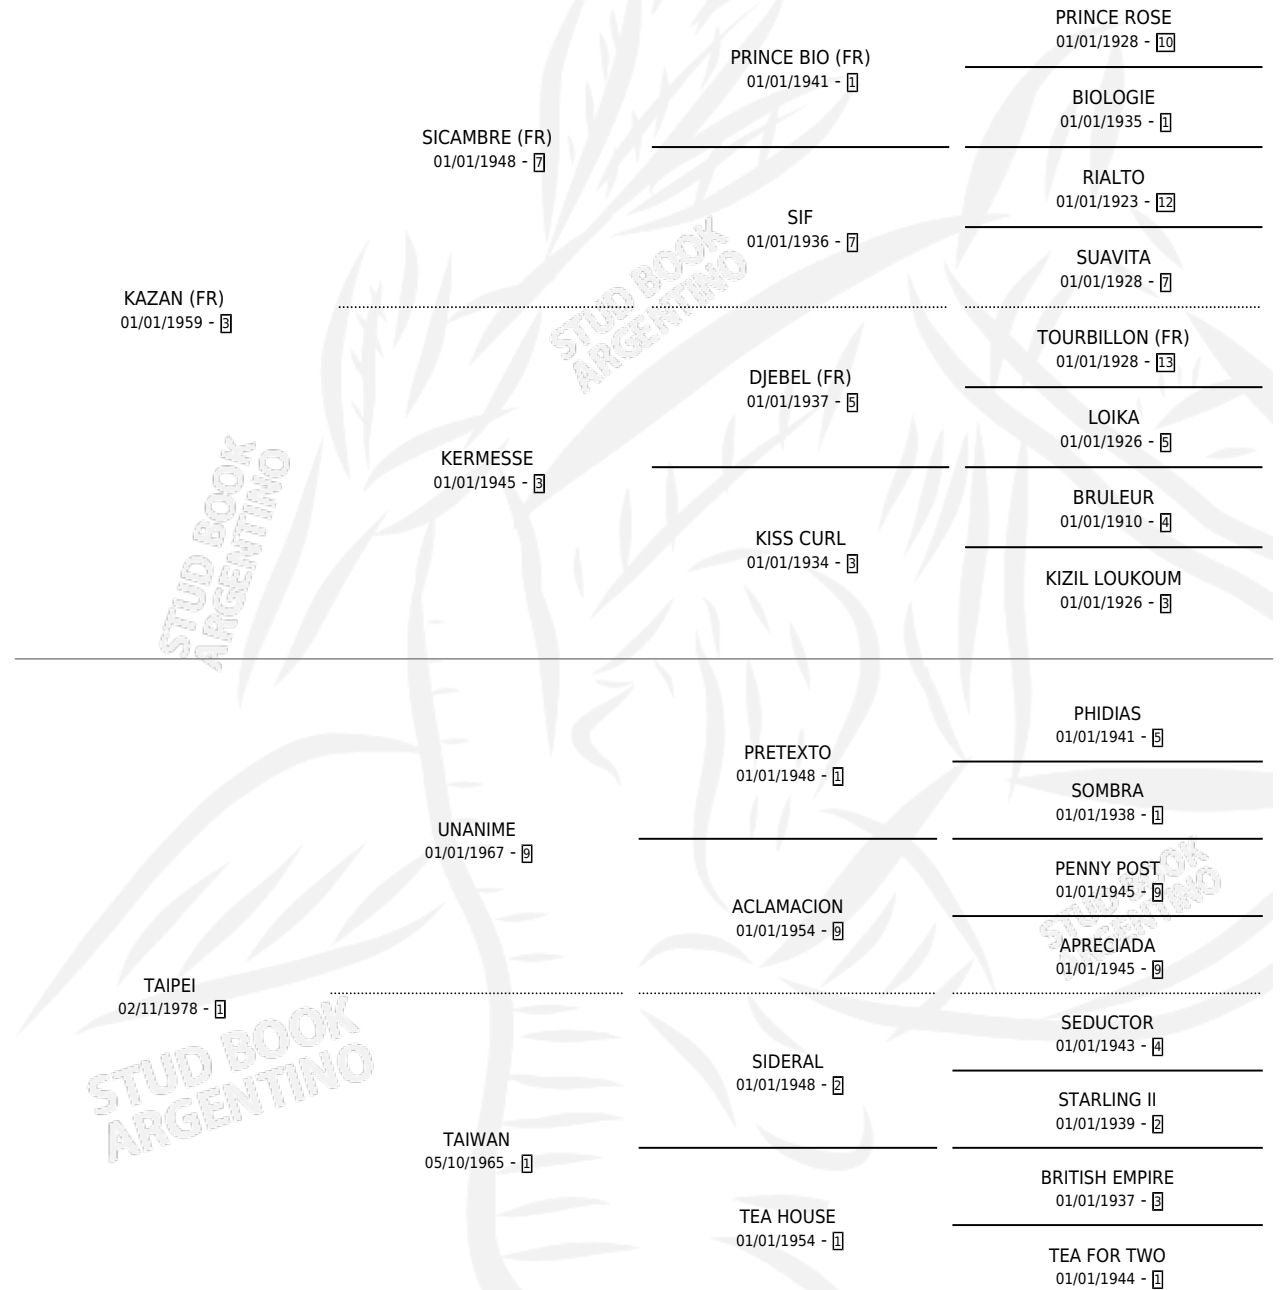 PRINCE ROSE
01/01/1928 - 10
PRINCE BIO (FR)
01/01/1941 - 1
BIOLOGIE
01/01/1935 - 1
SICAMBRE (FR)
01/01/1948 - 7
RIALTO
01/01/1923 - 12
SIF
01/01/1936 - 7
SUAVITA
01/01/1928 - 7
KAZAN (FR)
01/01/1959 - 3
STUD BOOK
ARGENTINO
TOURBILLON (FR)
01/01/1928 - 13
DJEBEL (FR)
01/01/1937 - 5
LOIKA
01/01/1926 - 5
KERMESSE
01/01/1945 - 3
BRULEUR
01/01/1910 - 4
KISS CURL
01/01/1934 - 3
KIZIL LOUKOUM
01/01/1926 - 3
STUD BOOK
ARGENTINO
PHIDIAS
01/01/1941 - 5
PRETEXTO
01/01/1948 - 1
SOMBRA
01/01/1938 - 1
UNANIME
01/01/1967 - 9
PENNY POST
01/01/1945 - 9
ACLAMACION
01/01/1954 - 9
APRECIADA
01/01/1945 - 9
STUD BOOK
ARGENTINO
TAIPEI
02/11/1978 - 1
STUD BOOK
ARGENTINO
SEDUCTOR
01/01/1943 - 4
SIDERAL
01/01/1948 - 2
STARLING II
01/01/1939 - 2
TAIWAN
05/10/1965 - 1
BRITISH EMPIRE
01/01/1937 - 3
TEA HOUSE
01/01/1954 - 1
TEA FOR TWO
01/01/1944 - 1